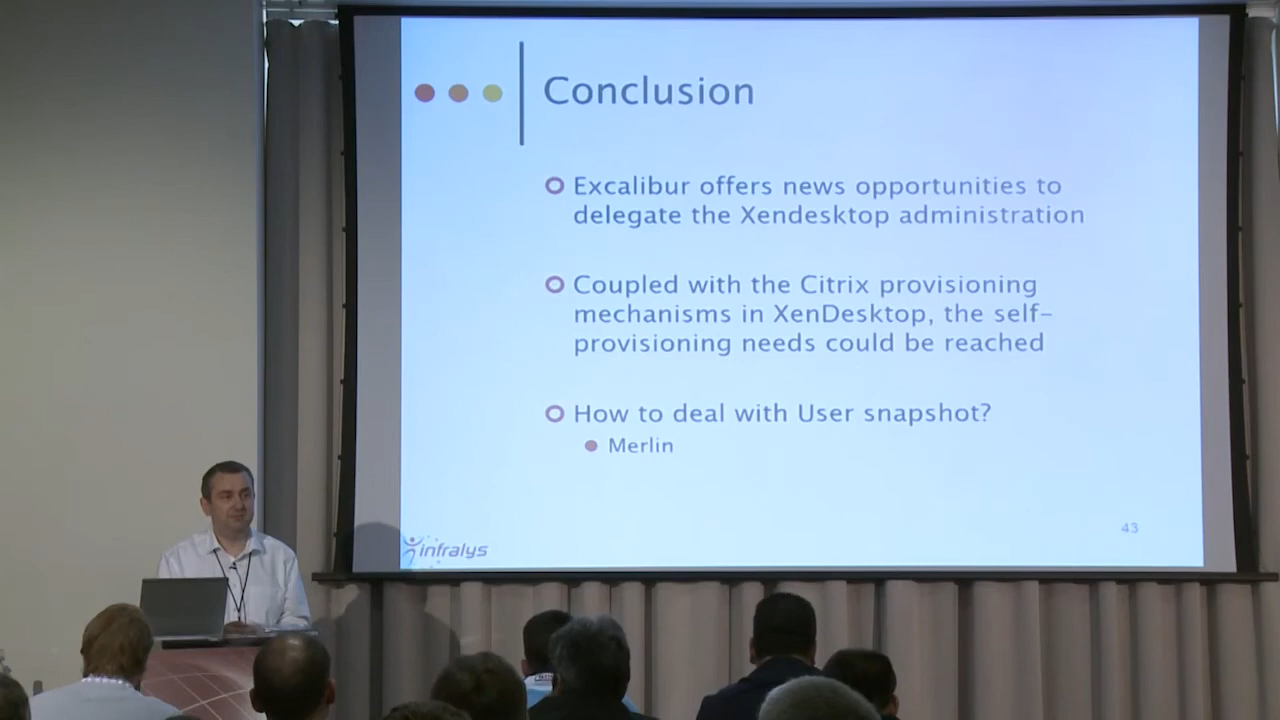 Conclusion
Excalibur offers news opportunities to
delegate the Xendesktop administration
Coupled with the Citrix provisioning
mechanisms in XenDesktop, the self-
provisioning needs could be reached
How to deal with User snapshot?
Merlin
43
infralys